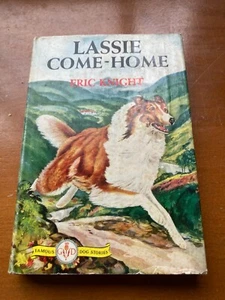 LASSIE
COME-HOME
ERIC KNIGHT
FAMOUS G&D DOG STORIES